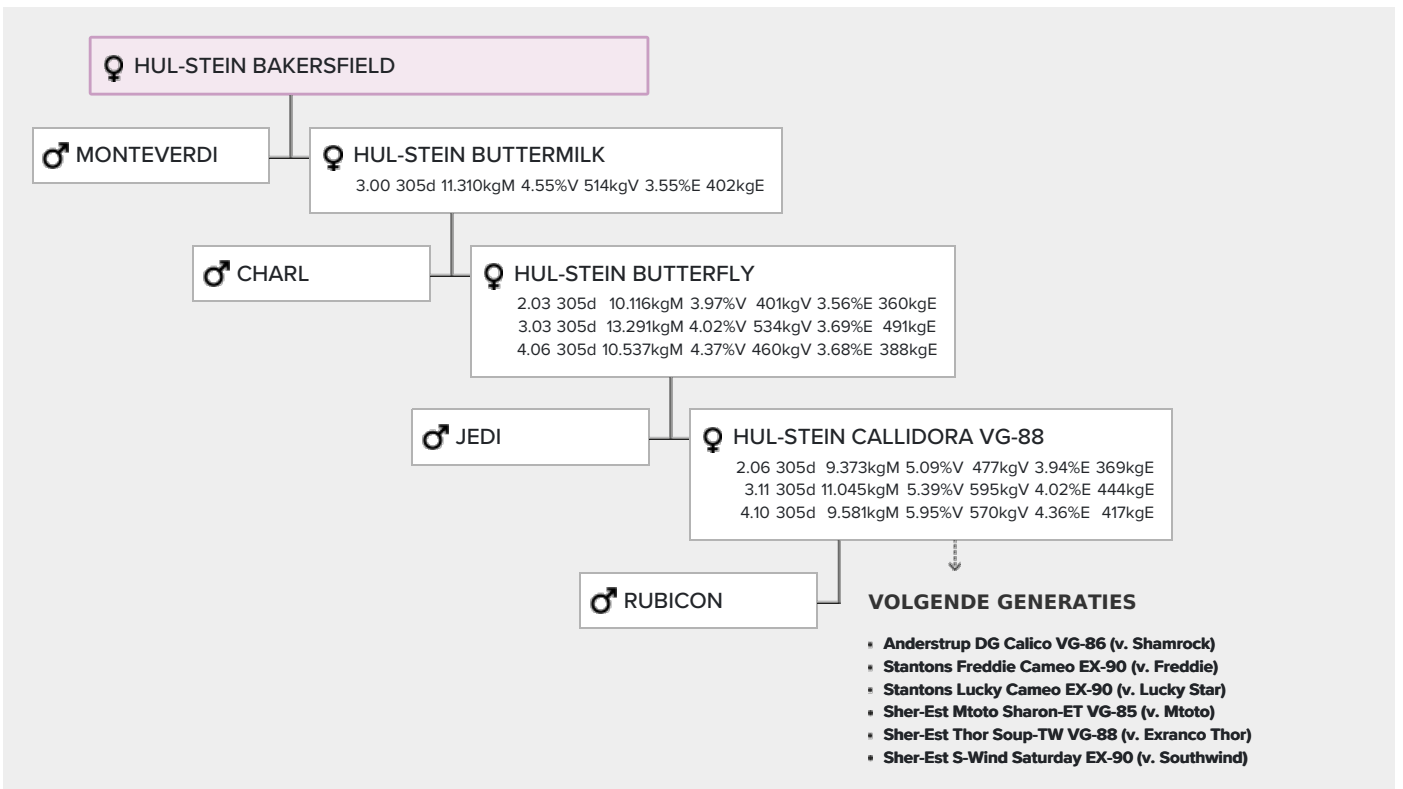 HUL-STEIN BAKERSFIELD
MONTEVERDI
HUL-STEIN BUTTERMILK
3.00 305d 11.310kgM 4.55%V 514kgV 3.55%E 402kgE
CHARL
HUL-STEIN BUTTERFLY
2.03 305d 10.116kgM 3.97%V 401kgV 3.56%E 360kgE
3.03 305d 13.291kgM 4.02%V 534kgV 3.69%E 491kgE
4.06 305d 10.537kgM 4.37%V 460kgV 3.68%E 388kgE
JEDI
HUL-STEIN CALLIDORA VG-88
2.06 305d 9.373kgM 5.09%V 477kgV 3.94%E 369kgE
3.11 305d 11.045kgM 5.39%V 595kgV 4.02%E 444kgE
4.10 305d 9.581kgM 5.95%V 570kgV 4.36%E 417kgE
RUBICON
VOLGENDE GENERATIES
• Anderstrup DG Calico VG-86 (v. Shamrock)
• Stantons Freddie Cameo EX-90 (v. Freddie)
• Stantons Lucky Cameo EX-90 (v. Lucky Star)
• Sher-Est Mtoto Sharon-ET VG-85 (v. Mtoto)
• Sher-Est Thor Soup-TW VG-88 (v. Exranco Thor)
• Sher-Est S-Wind Saturday EX-90 (v. Southwind)